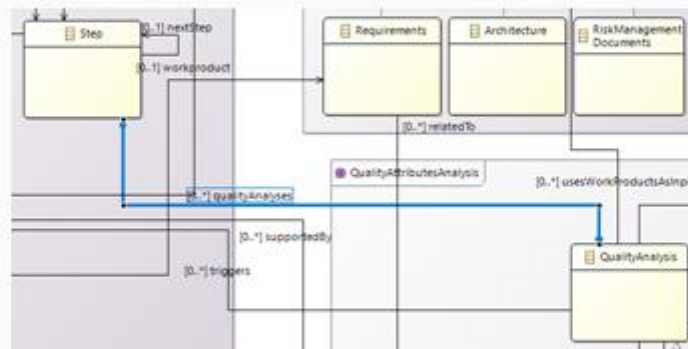 Step
[0..1] nextStep
[0..1] workproduct
Requirements
Architecture
RiskManagement
Documents
[0..*] relatedTo
QualityAttributesAnalysis
[0..*] qualityAnalyses
[0..*] usesWorkProductsAsInp
[0..*] supportedBy
[0..*] triggers
QualityAnalysis